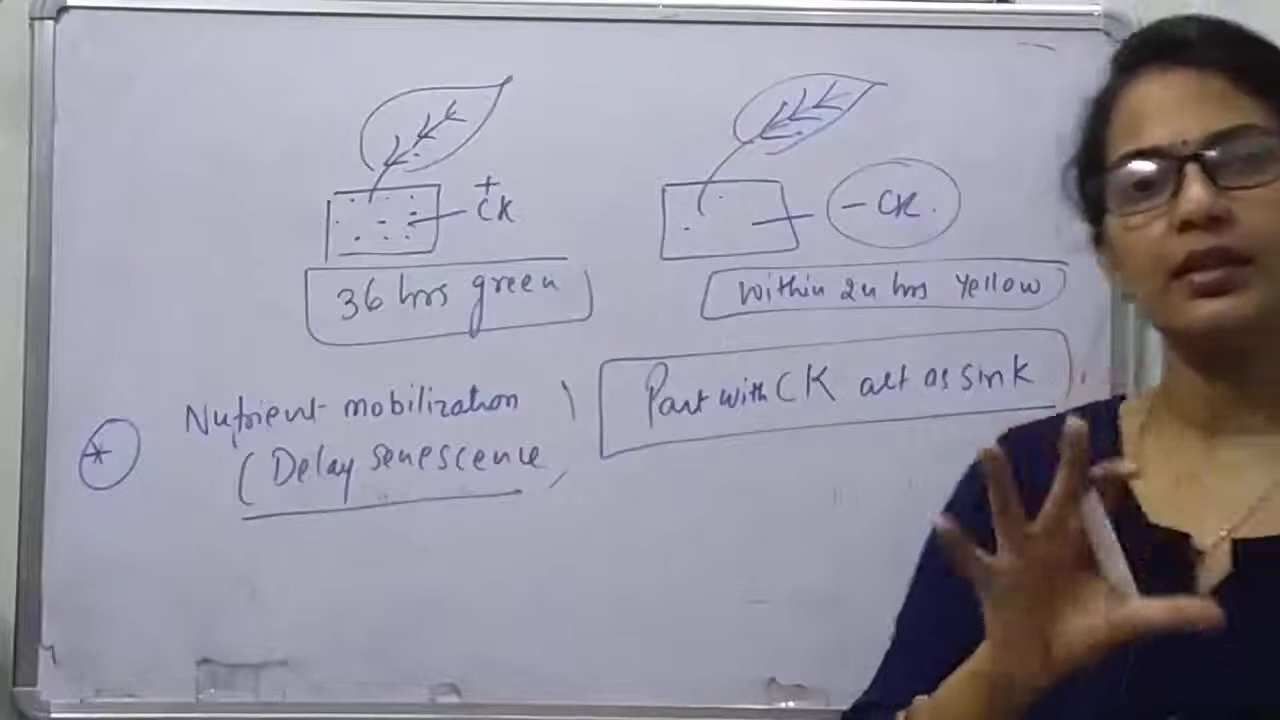 +
CK
- CK.
36 hrs green
Within 24 hrs Yellow
Nutrient mobilization
(Delay senescence)
Part with CK act as sink
*